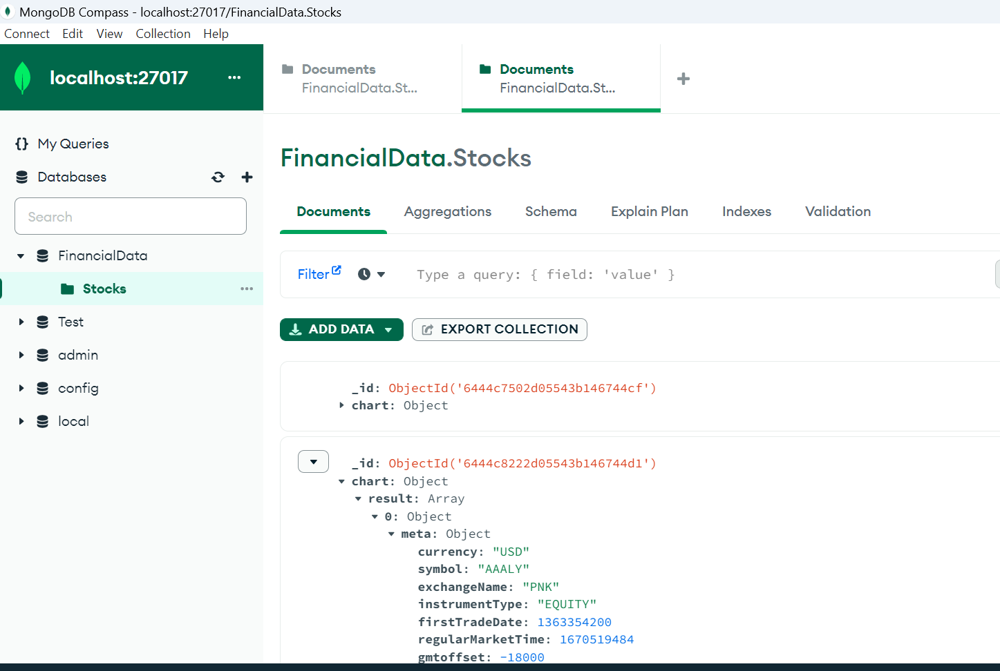 MongoDB Compass - localhost:27017/FinancialData.Stocks
Connect Edit View Collection Help
localhost:27017 ...
Documents
FinancialData.St...
Documents
FinancialData.St...
+
{} My Queries
Databases
Search
FinancialData
Stocks ...
Test
admin
config
local
FinancialData.Stocks
Documents Aggregations Schema Explain Plan Indexes Validation
Filter Type a query: { field: 'value' }
ADD DATA EXPORT COLLECTION
_id: ObjectId('6444c7502d05543b146744cf')
chart: Object
_id: ObjectId('6444c8222d05543b146744d1')
chart: Object
result: Array
0: Object
meta: Object
currency: "USD"
symbol: "AAALY"
exchangeName: "PNK"
instrumentType: "EQUITY"
firstTradeDate: 1363354200
regularMarketTime: 1670519484
gmtoffset: -18000